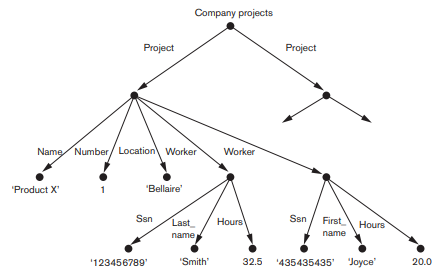 Company projects
Project Project
Name Number Location Worker Worker
'Product X' 1 'Bellaire'
Ssn Last_ name Hours Ssn First_ name Hours
'123456789' 'Smith' 32.5 '435435435' 'Joyce' 20.0